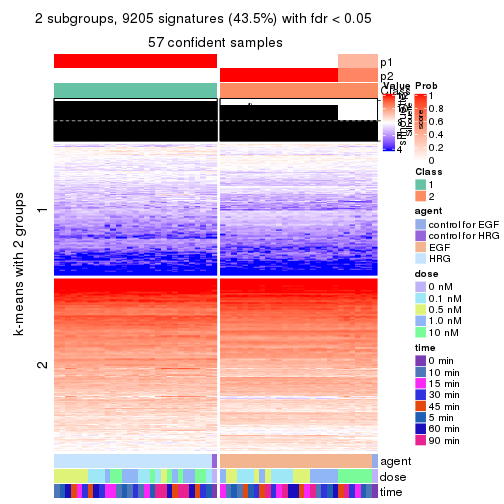 2 subgroups, 9205 signatures (43.5%) with fdr < 0.05
57 confident samples
p1
p2
Class
k-means with 2 groups
1
2
agent
dose
time
Value
4
Silhouette score
Prob
1
0.8
0.6
0.4
0.2
0
Class
1
2
agent
control for EGF
control for HRG
EGF
HRG
dose
0 nM
0.1 nM
0.5 nM
1.0 nM
10 nM
time
0 min
10 min
15 min
30 min
45 min
5 min
60 min
90 min